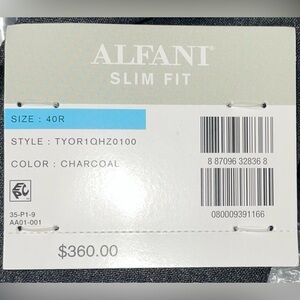 ALFANI
SLIM FIT
SIZE : 40R
STYLE : TYOR1QHZ0100
COLOR : CHARCOAL
8 87096 32836 8
35-P1-9
AA01-001
080009391166
$360.00